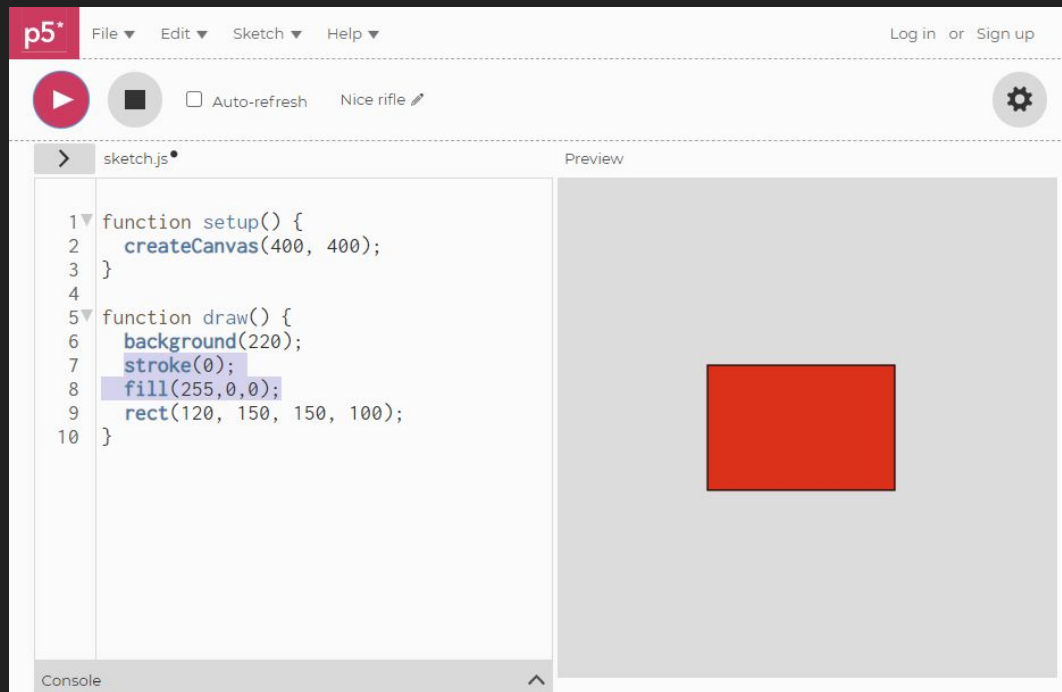 p5* File Edit Sketch Help Log in or Sign up
Auto-refresh Nice rifle
sketch.js Preview
1 function setup() {
2 createCanvas(400, 400);
3 }
4
5 function draw() {
6 background(220);
7 stroke(0);
8 fill(255,0,0);
9 rect(120, 150, 150, 100);
10 }
Console